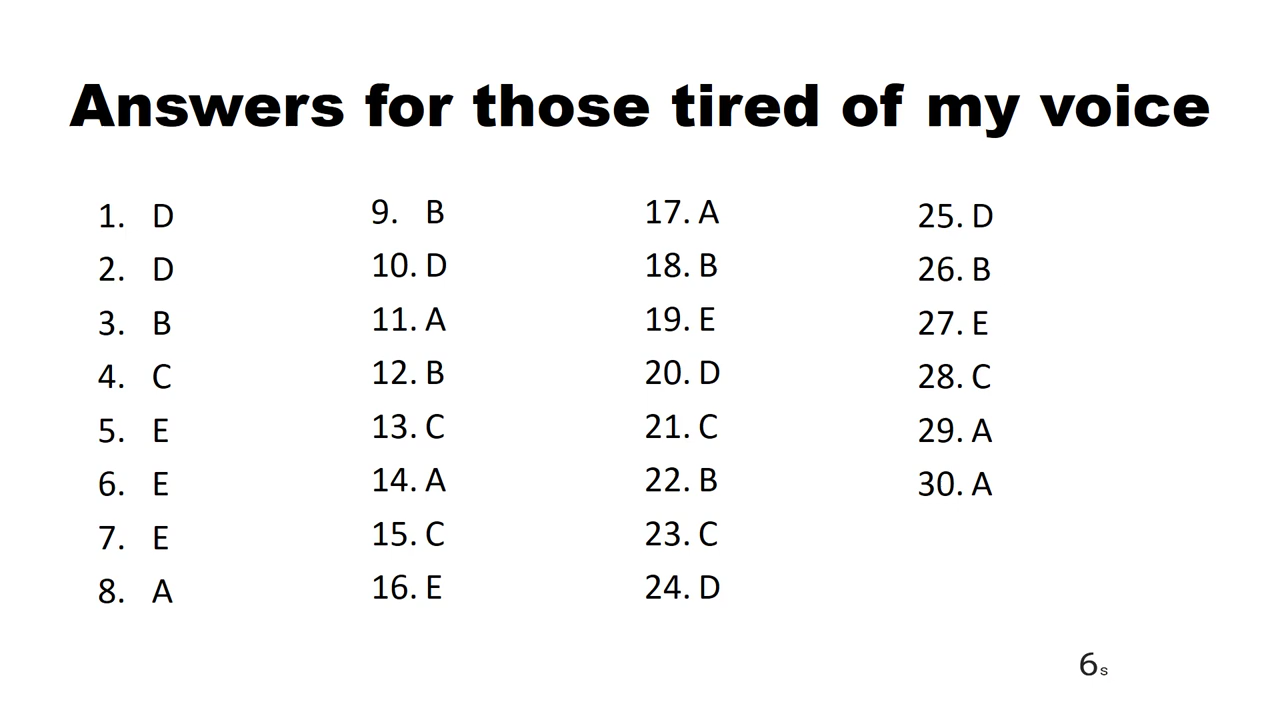 Answers for those tired of my voice
1. D
2. D
3. B
4. C
5. E
6. E
7. E
8. A
9. B
10. D
11. A
12. B
13. C
14. A
15. C
16. E
17. A
18. B
19. E
20. D
21. C
22. B
23. C
24. D
25. D
26. B
27. E
28. C
29. A
30. A
6s